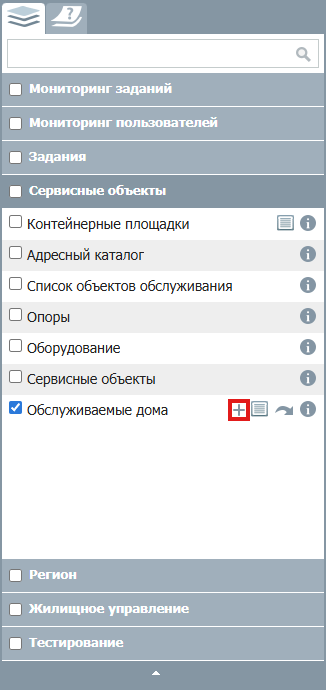 ?
Мониторинг заданий
Мониторинг пользователей
Задания
Сервисные объекты
Контейнерные площадки
Адресный каталог
Список объектов обслуживания
Опоры
Оборудование
Сервисные объекты
Обслуживаемые дома
Регион
Жилищное управление
Тестирование